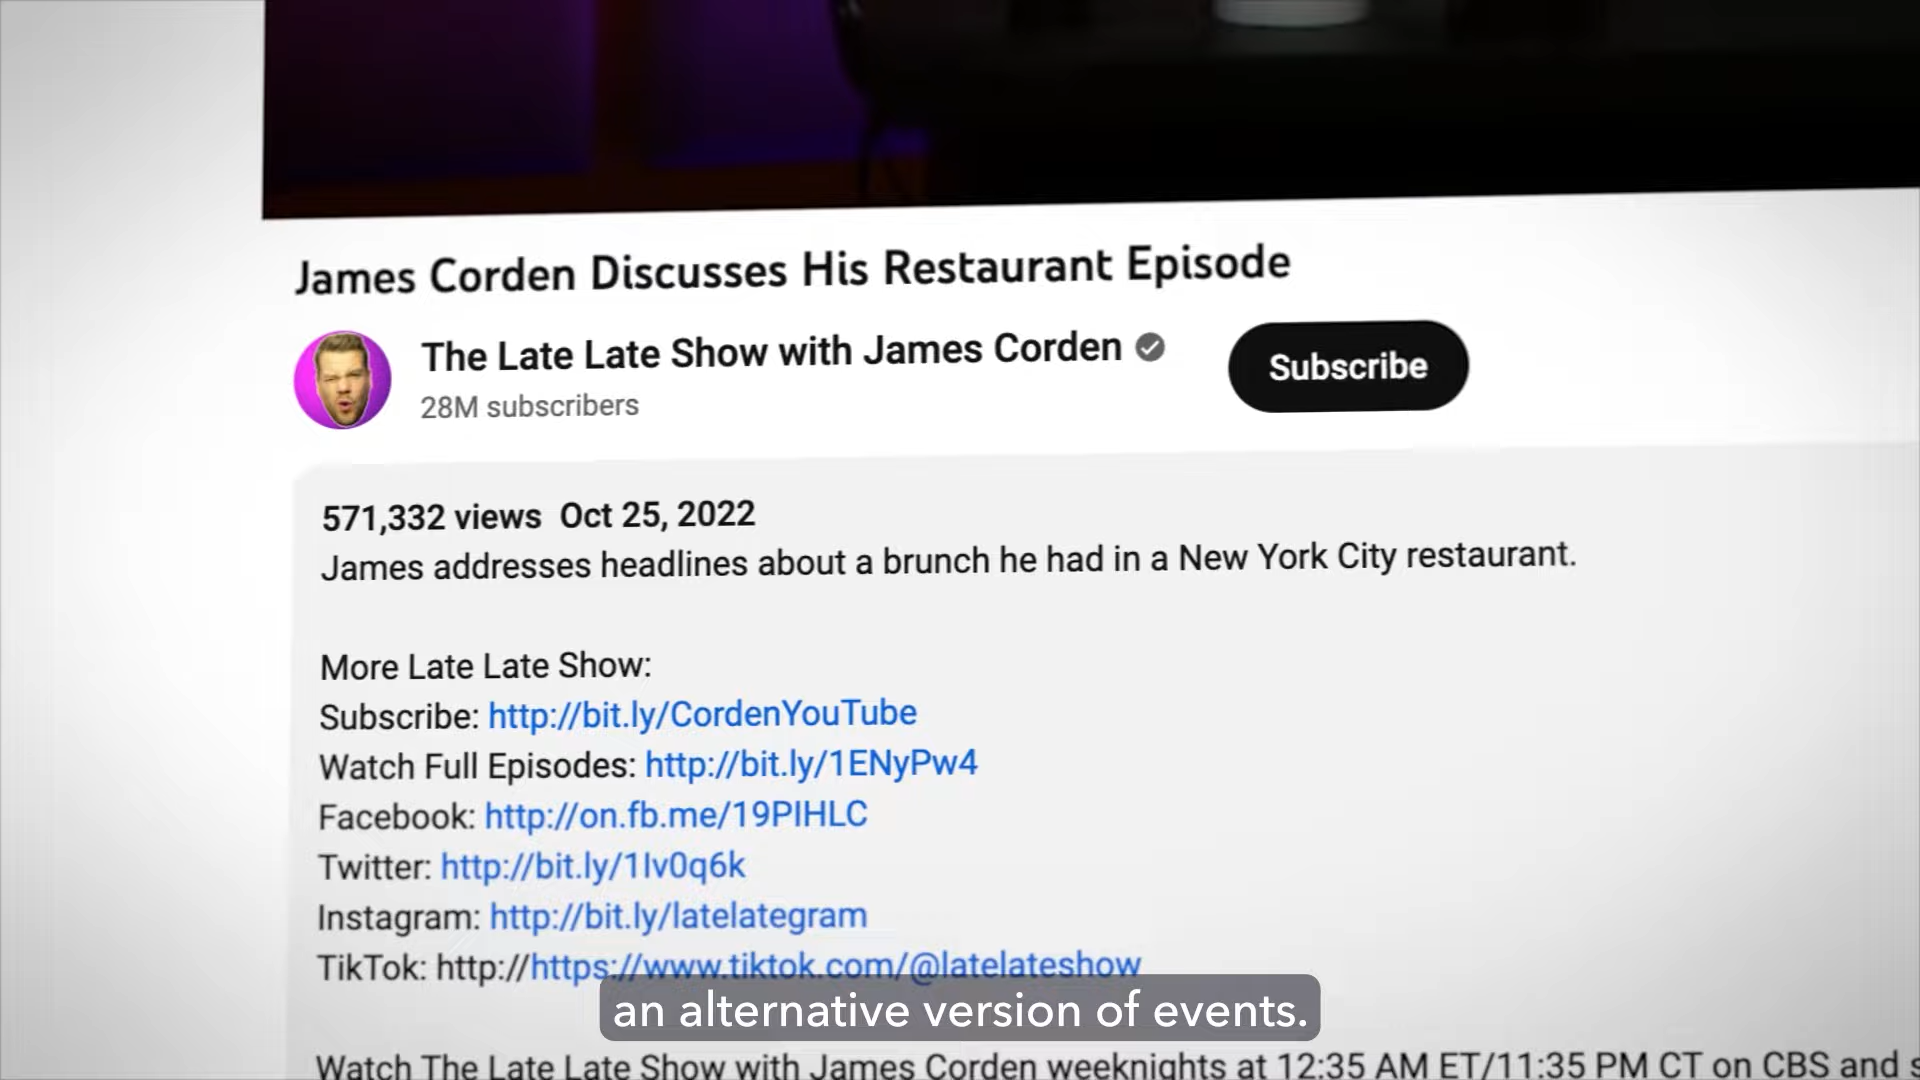 James Corden Discusses His Restaurant Episode
The Late Late Show with James Corden
28M subscribers
Subscribe
571,332 views Oct 25, 2022
James addresses headlines about a brunch he had in a New York City restaurant.
More Late Late Show:
Subscribe: http://bit.ly/CordenYouTube
Watch Full Episodes: http://bit.ly/1ENyPw4
Facebook: http://on.fb.me/19PIHLC
Twitter: http://bit.ly/1Iv0q6k
Instagram: http://bit.ly/latelategram
TikTok: http://https://www.tiktok.com/@latelateshow
an alternative version of events.
Watch The Late Late Show with James Corden weeknights at 12:35 AM ET/11:35 PM CT on CBS and